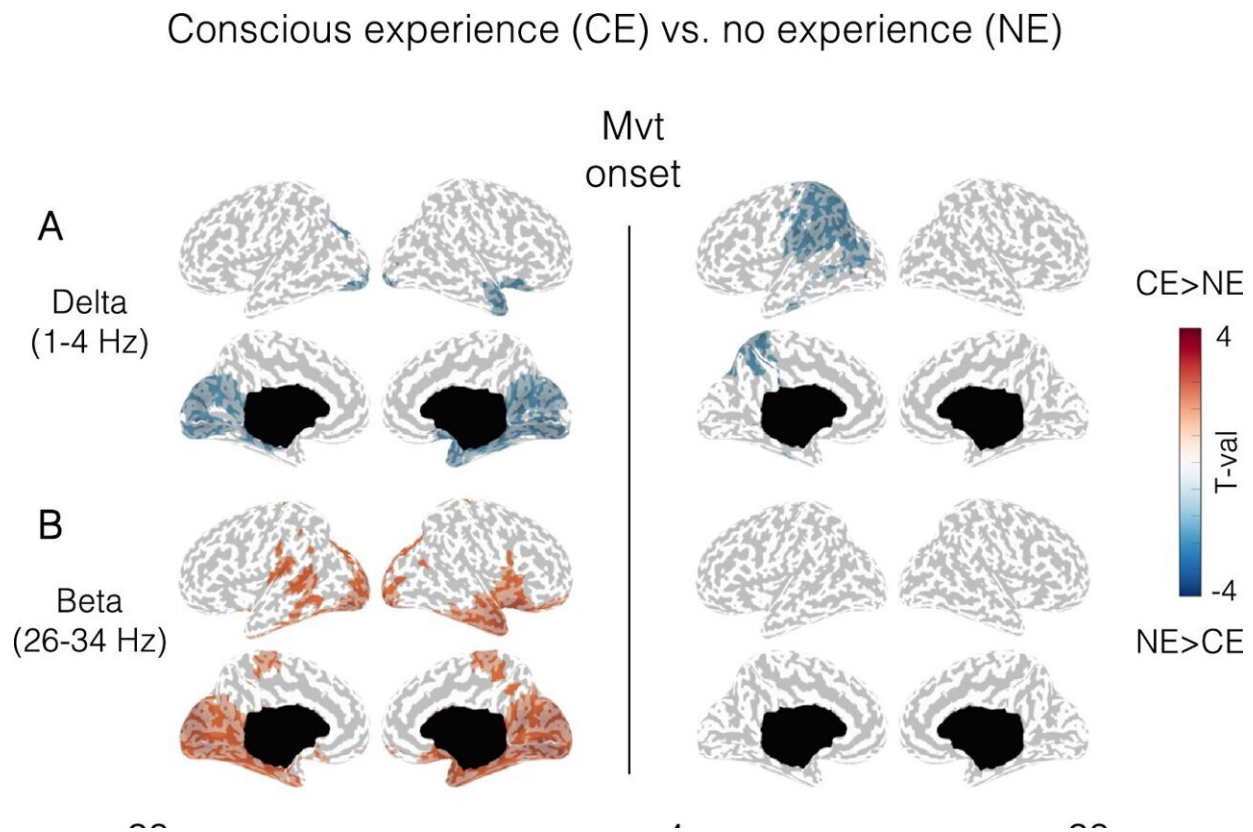 Conscious experience (CE) vs. no experience (NE)
Mvt
onset
A
Delta
(1-4 Hz)
CE>NE
4
T-val
-4
NE>CE
B
Beta
(26-34 Hz)